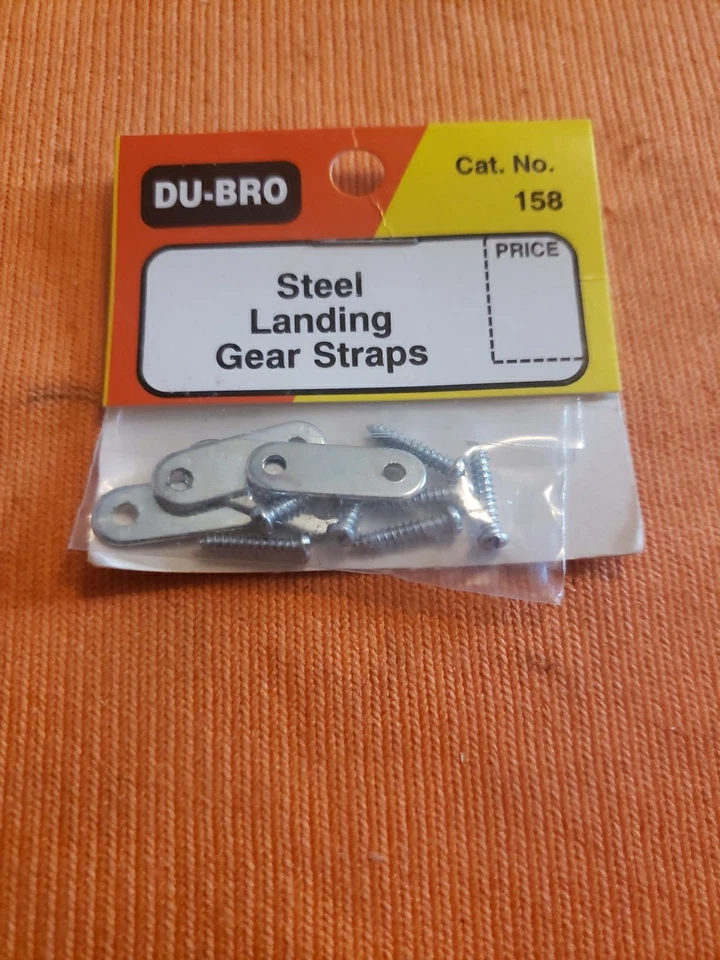 DU-BRO
Cat. No.
158
PRICE
Steel
Landing
Gear Straps